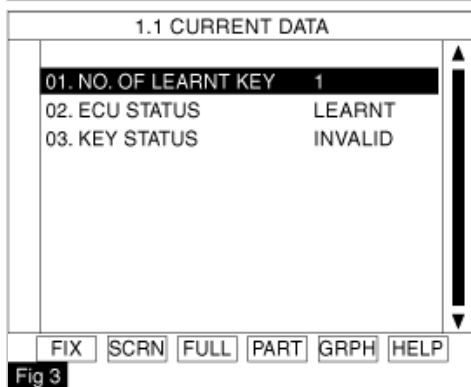 1.1 CURRENT DATA
01. NO. OF LEARNT KEY 1
02. ECU STATUS LEARNT
03. KEY STATUS INVALID
FIX SCRN FULL PART GRPH HELP
Fig 3